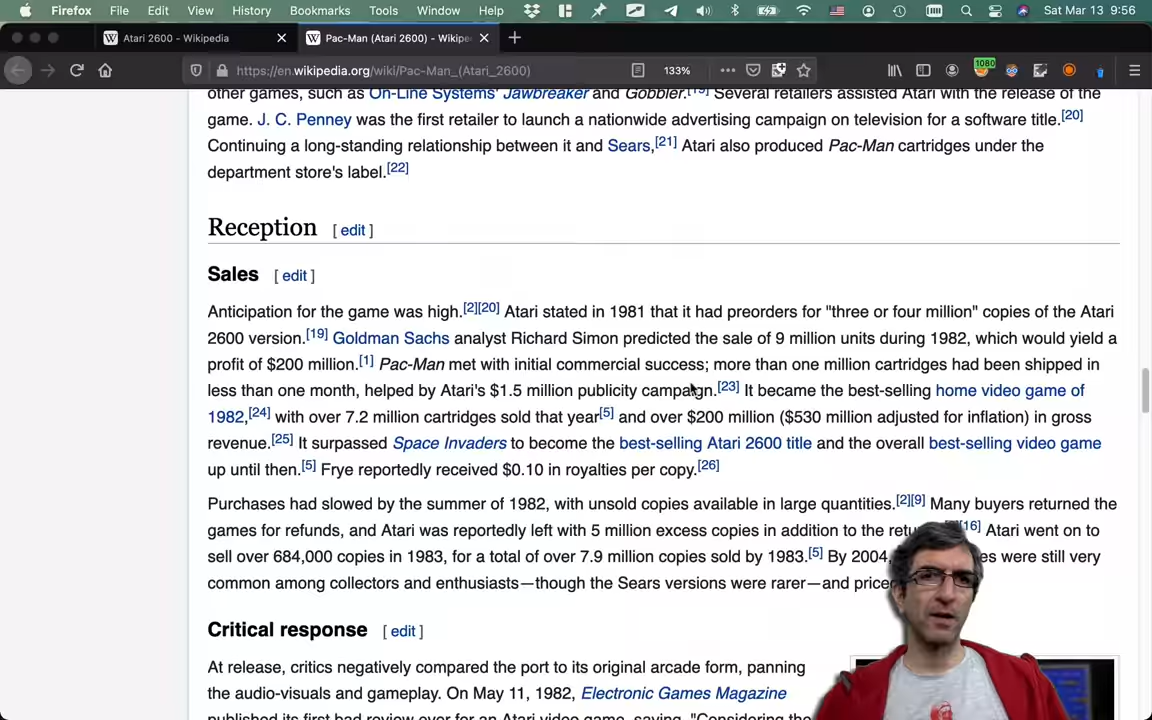 Firefox File Edit View History Bookmarks Tools Window Help Sat Mar 13 9:56
Atari 2600 - Wikipedia Pac-Man (Atari 2600) - Wikipe
https://en.wikipedia.org/wiki/Pac-Man_(Atari_2600) 133% 1080
other games, such as On-Line Systems' Jawbreaker and Gobbler.[19] Several retailers assisted Atari with the release of the
game. J. C. Penney was the first retailer to launch a nationwide advertising campaign on television for a software title.[20]
Continuing a long-standing relationship between it and Sears,[21] Atari also produced Pac-Man cartridges under the
department store's label.[22]
Reception [ edit ]
Sales [ edit ]
Anticipation for the game was high.[2][20] Atari stated in 1981 that it had preorders for "three or four million" copies of the Atari
2600 version.[19] Goldman Sachs analyst Richard Simon predicted the sale of 9 million units during 1982, which would yield a
profit of $200 million.[1] Pac-Man met with initial commercial success; more than one million cartridges had been shipped in
less than one month, helped by Atari's $1.5 million publicity campaign.[23] It became the best-selling home video game of
1982,[24] with over 7.2 million cartridges sold that year[5] and over $200 million ($530 million adjusted for inflation) in gross
revenue.[25] It surpassed Space Invaders to become the best-selling Atari 2600 title and the overall best-selling video game
up until then.[5] Frye reportedly received $0.10 in royalties per copy.[26]
Purchases had slowed by the summer of 1982, with unsold copies available in large quantities.[2][9] Many buyers returned the
games for refunds, and Atari was reportedly left with 5 million excess copies in addition to the [16] Atari went on to
sell over 684,000 copies in 1983, for a total of over 7.9 million copies sold by 1983.[5] By 2004, were still very
common among collectors and enthusiasts—though the Sears versions were rarer—and
Critical response [ edit ]
At release, critics negatively compared the port to its original arcade form, panning
the audio-visuals and gameplay. On May 11, 1982, Electronic Games Magazine
published its first bad review ever for an Atari video game, saying, "Considering the